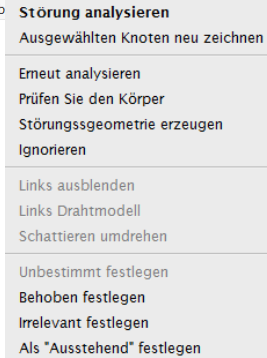 Störung analysieren
Ausgewählten Knoten neu zeichnen
Erneut analysieren
Prüfen Sie den Körper
Störungssgeometrie erzeugen
Ignorieren
Links ausblenden
Links Drahtmodell
Schattieren umdrehen
Unbestimmt festlegen
Behoben festlegen
Irrelevant festlegen
Als "Ausstehend" festlegen